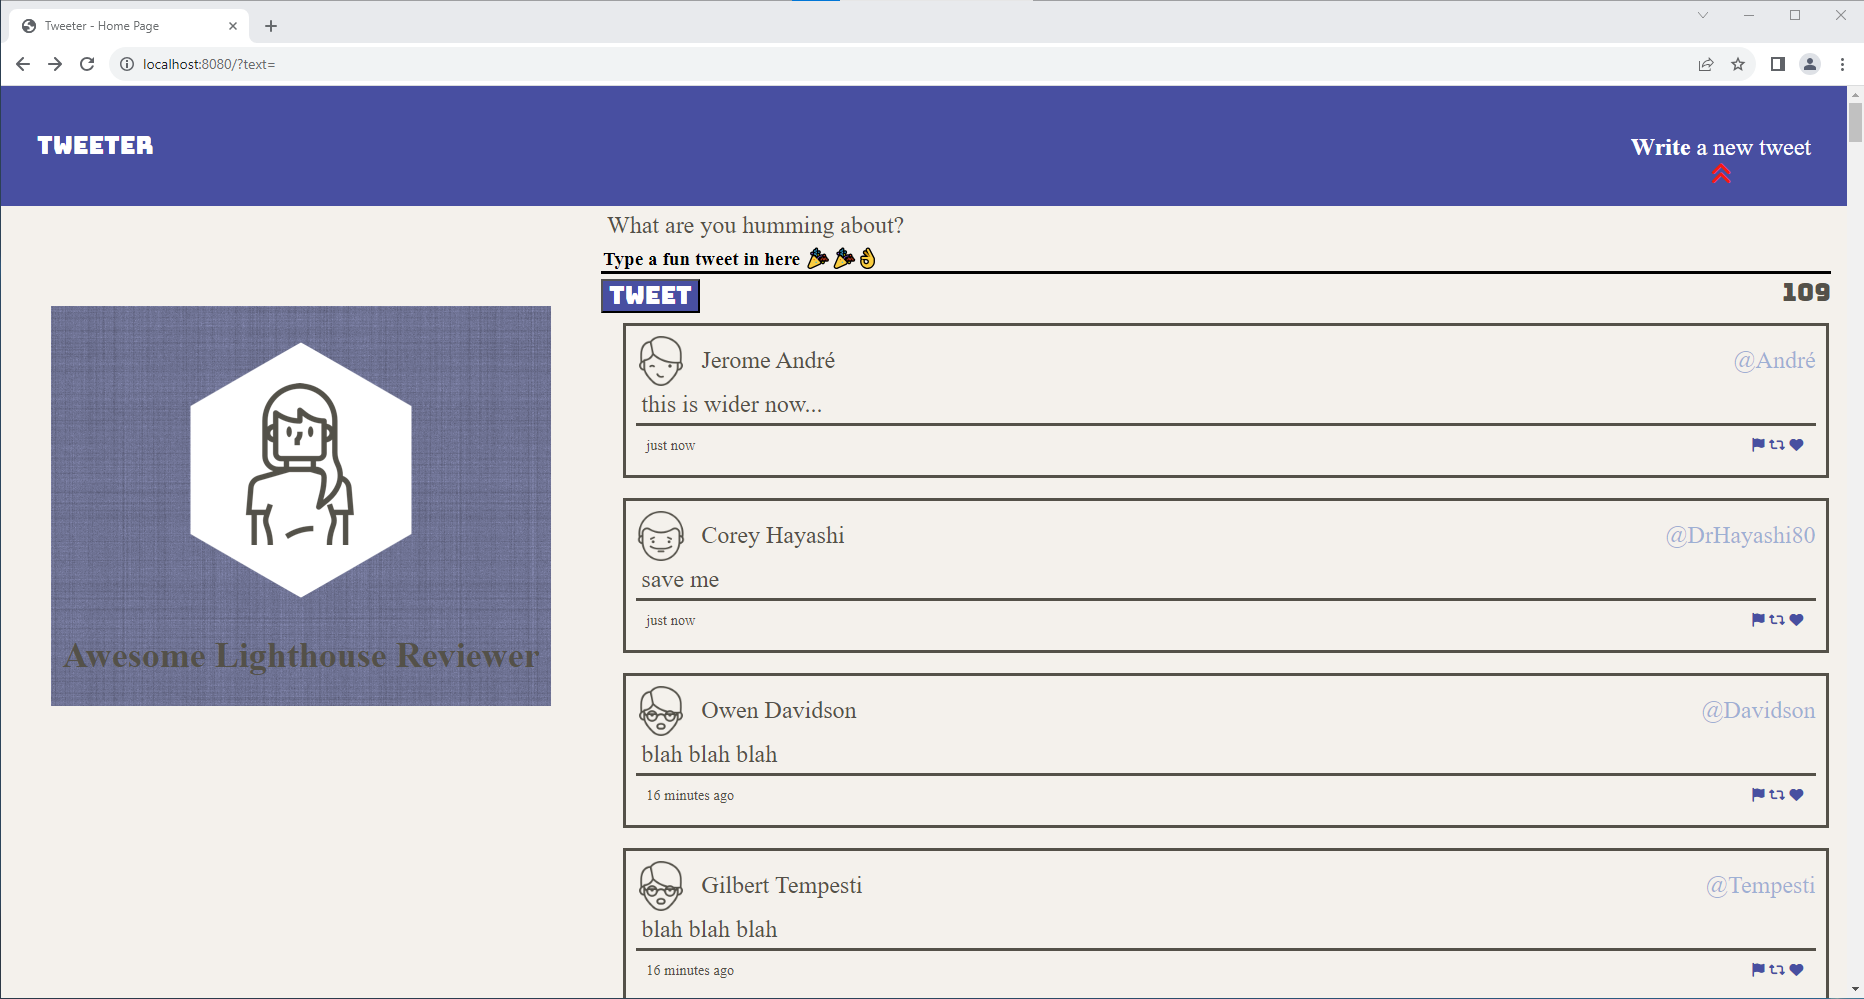 Tweeter - Home Page
localhost:8080/?text=
TWEETER
Write a new tweet
What are you humming about?
Type a fun tweet in here 🎉 🎉👌
TWEET
109
Awesome Lighthouse Reviewer
Jerome André @André
this is wider now...
just now
Corey Hayashi @DrHayashi80
save me
just now
Owen Davidson @Davidson
blah blah blah
16 minutes ago
Gilbert Tempesti @Tempesti
blah blah blah
16 minutes ago